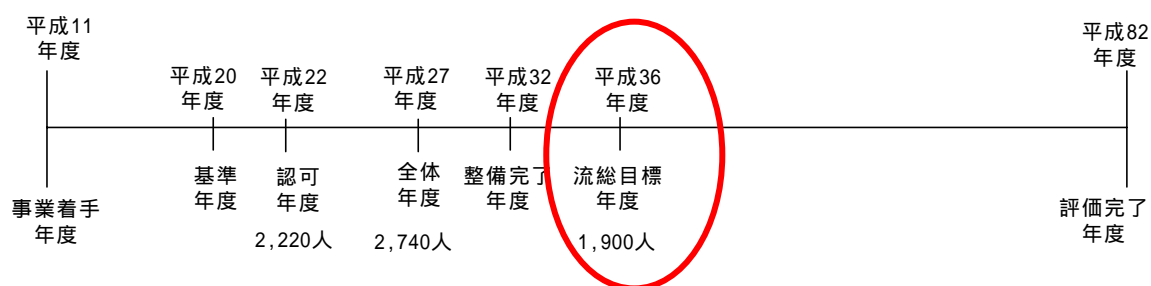 平成11
年度
平成20
年度
平成22
年度
平成27
年度
平成32
年度
平成36
年度
平成82
年度
事業着手
年度
基準
年度
認可
年度
2,220人
全体
年度
2,740人
整備完了
年度
流総目標
年度
1,900人
評価完了
年度